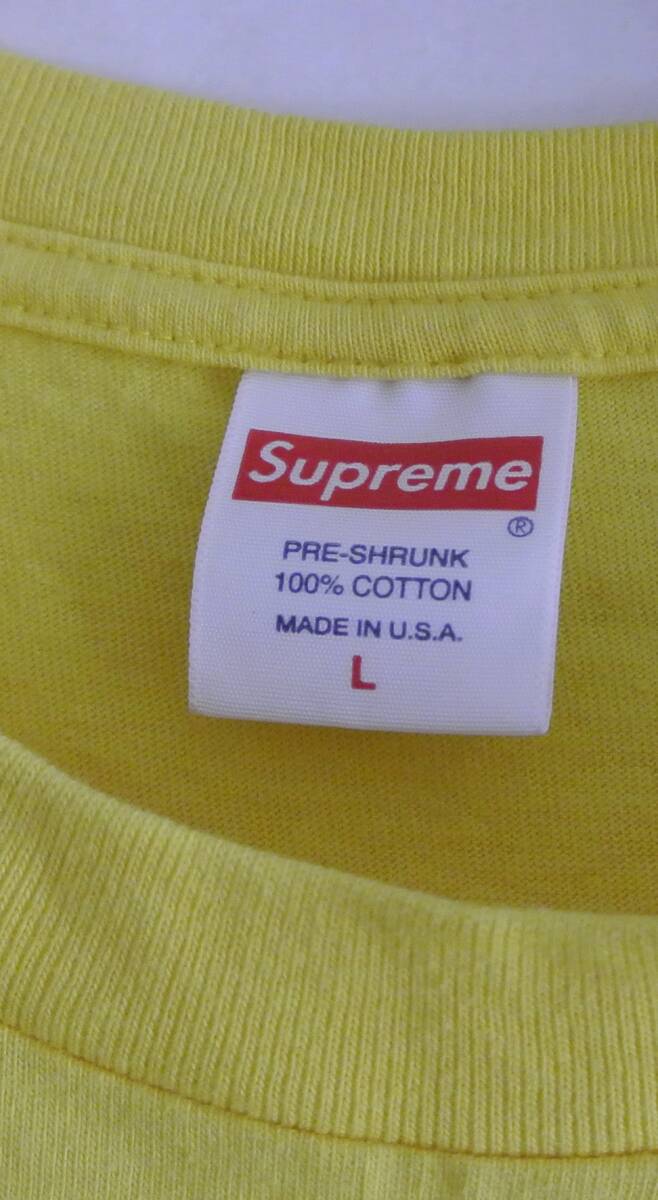 Supreme
®
PRE-SHRUNK
100% COTTON
MADE IN U.S.A.
L